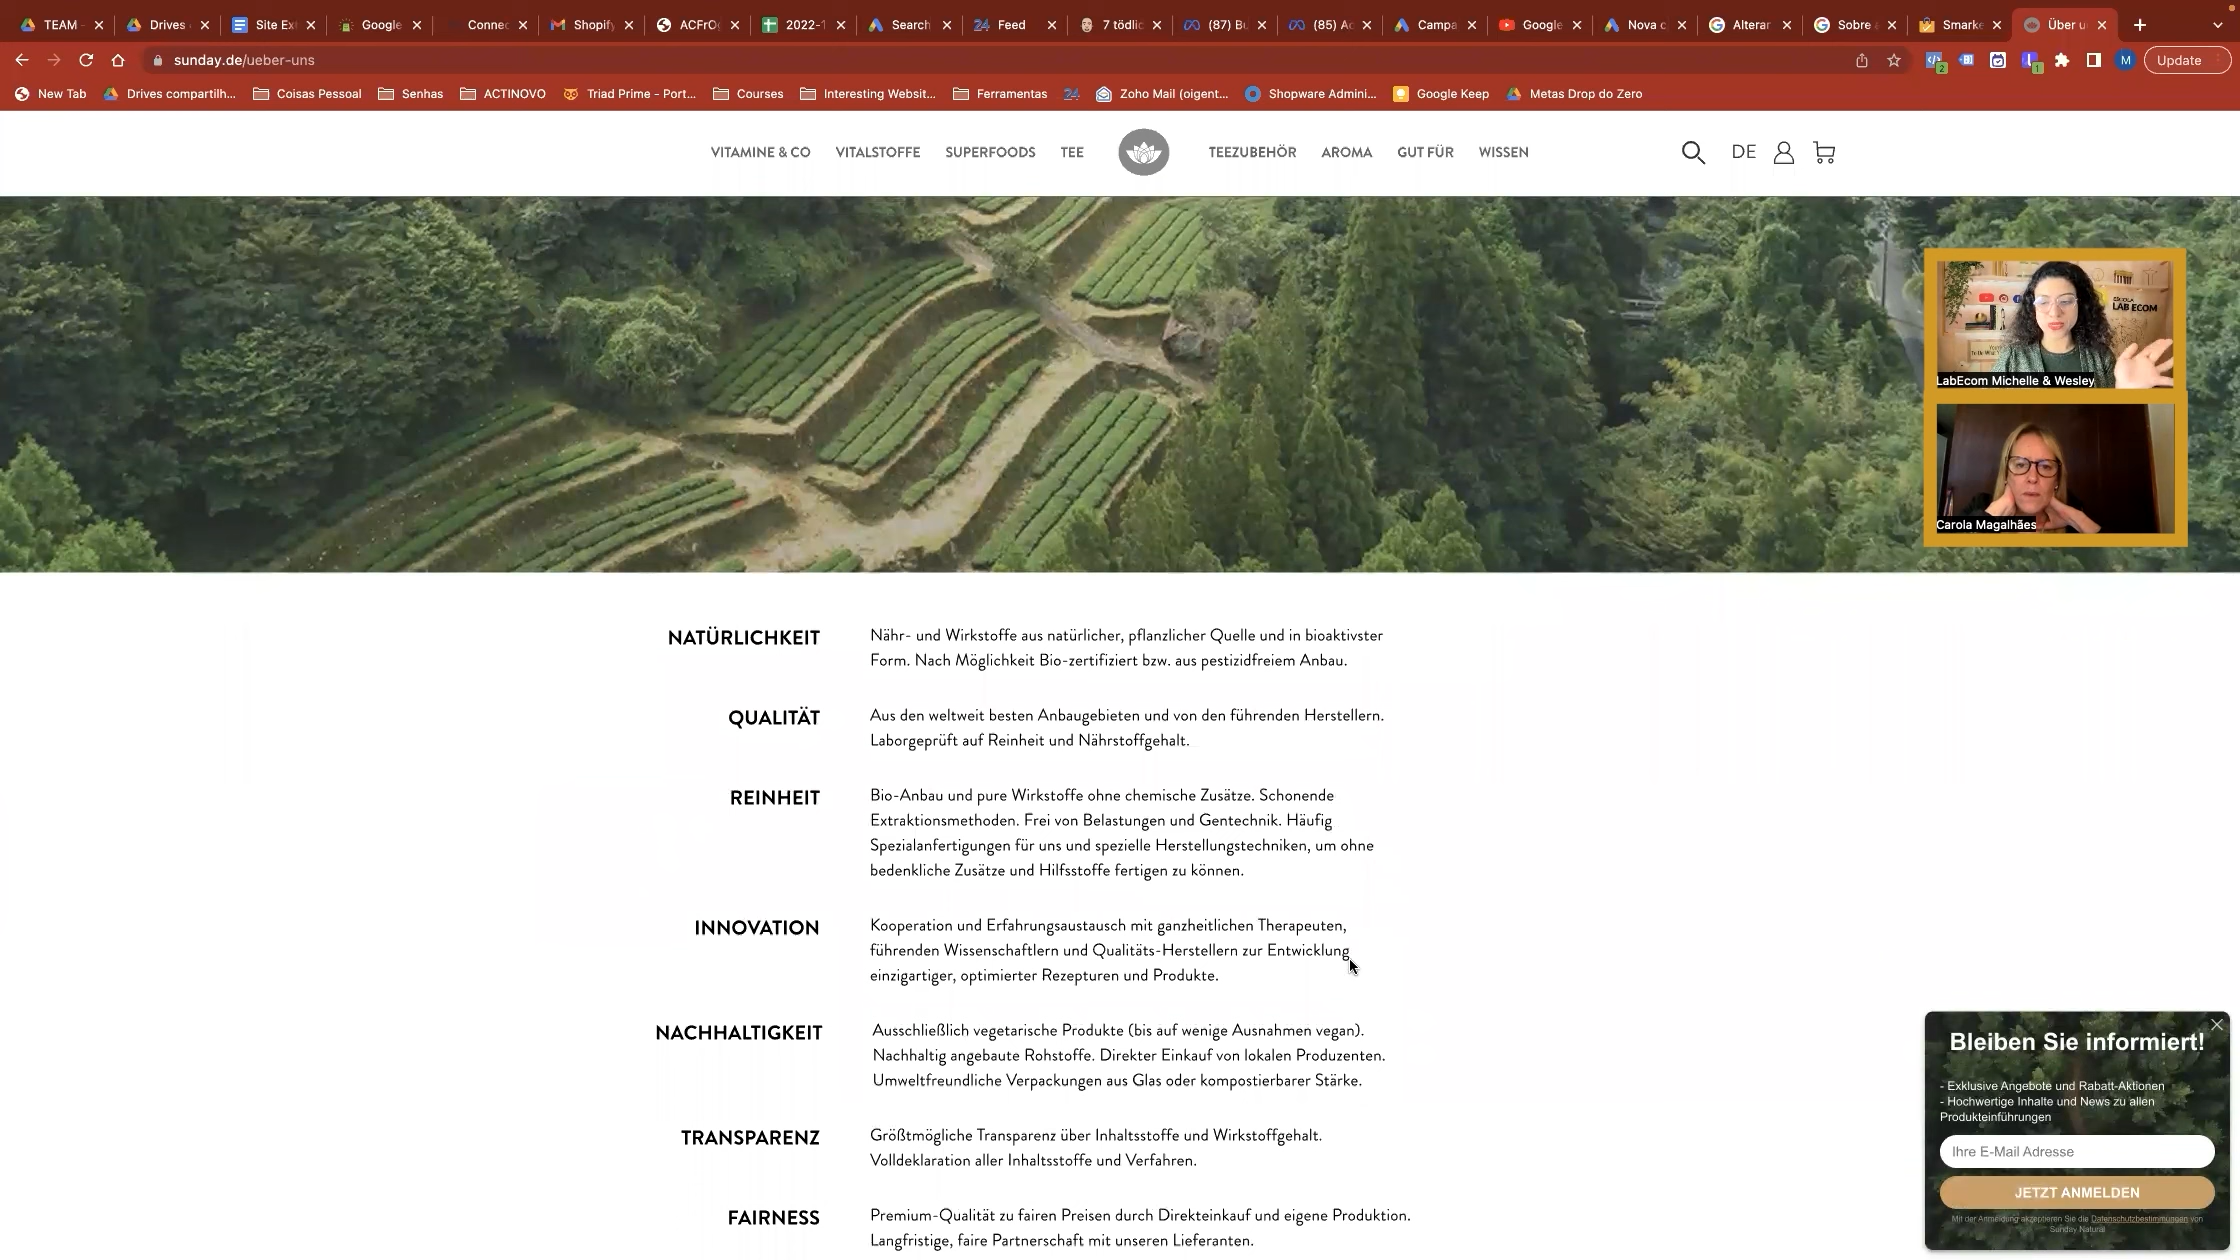 TEAM -
Drives
Site Ex
Google
Connec
Shopify
ACFrO
2022-1
Search
Feed
7 tödlic
(87) Bu
(85) Ac
Campa
Google
Nova c
Alterar
Sobre
Smarke
Über u
sunday.de/ueber-uns
M
Update
New Tab
Drives compartilh...
Coisas Pessoal
Senhas
ACTINOVO
Triad Prime - Port...
Courses
Interesting Websit...
Ferramentas
24
Zoho Mail (oigent...
Shopware Admini...
Google Keep
Metas Drop do Zero
VITAMINE & CO
VITALSTOFFE
SUPERFOODS
TEE
TEEZUBEHÖR
AROMA
GUT FÜR
WISSEN
DE
LAB ECOM
LabEcom Michelle & Wesley
Carola Magalhães
NATÜRLICHKEIT
Nähr- und Wirkstoffe aus natürlicher, pflanzlicher Quelle und in bioaktivster
Form. Nach Möglichkeit Bio-zertifiziert bzw. aus pestizidfreiem Anbau.
QUALITÄT
Aus den weltweit besten Anbaugebieten und von den führenden Herstellern.
Laborgeprüft auf Reinheit und Nährstoffgehalt.
REINHEIT
Bio-Anbau und pure Wirkstoffe ohne chemische Zusätze. Schonende
Extraktionsmethoden. Frei von Belastungen und Gentechnik. Häufig
Spezialanfertigungen für uns und spezielle Herstellungstechniken, um ohne
bedenkliche Zusätze und Hilfsstoffe fertigen zu können.
INNOVATION
Kooperation und Erfahrungsaustausch mit ganzheitlichen Therapeuten,
führenden Wissenschaftlern und Qualitäts-Herstellern zur Entwicklung
einzigartiger, optimierter Rezepturen und Produkte.
NACHHALTIGKEIT
Ausschließlich vegetarische Produkte (bis auf wenige Ausnahmen vegan).
Nachhaltig angebaute Rohstoffe. Direkter Einkauf von lokalen Produzenten.
Umweltfreundliche Verpackungen aus Glas oder kompostierbarer Stärke.
TRANSPARENZ
Größtmögliche Transparenz über Inhaltsstoffe und Wirkstoffgehalt.
Volldeklaration aller Inhaltsstoffe und Verfahren.
FAIRNESS
Premium-Qualität zu fairen Preisen durch Direkteinkauf und eigene Produktion.
Langfristige, faire Partnerschaft mit unseren Lieferanten.
Bleiben Sie informiert!
- Exklusive Angebote und Rabatt-Aktionen
- Hochwertige Inhalte und News zu allen
Produkteinführungen
Ihre E-Mail Adresse
JETZT ANMELDEN
Mit der Anmeldung akzeptieren Sie die Datenschutzbestimmungen von
Sunday Natural